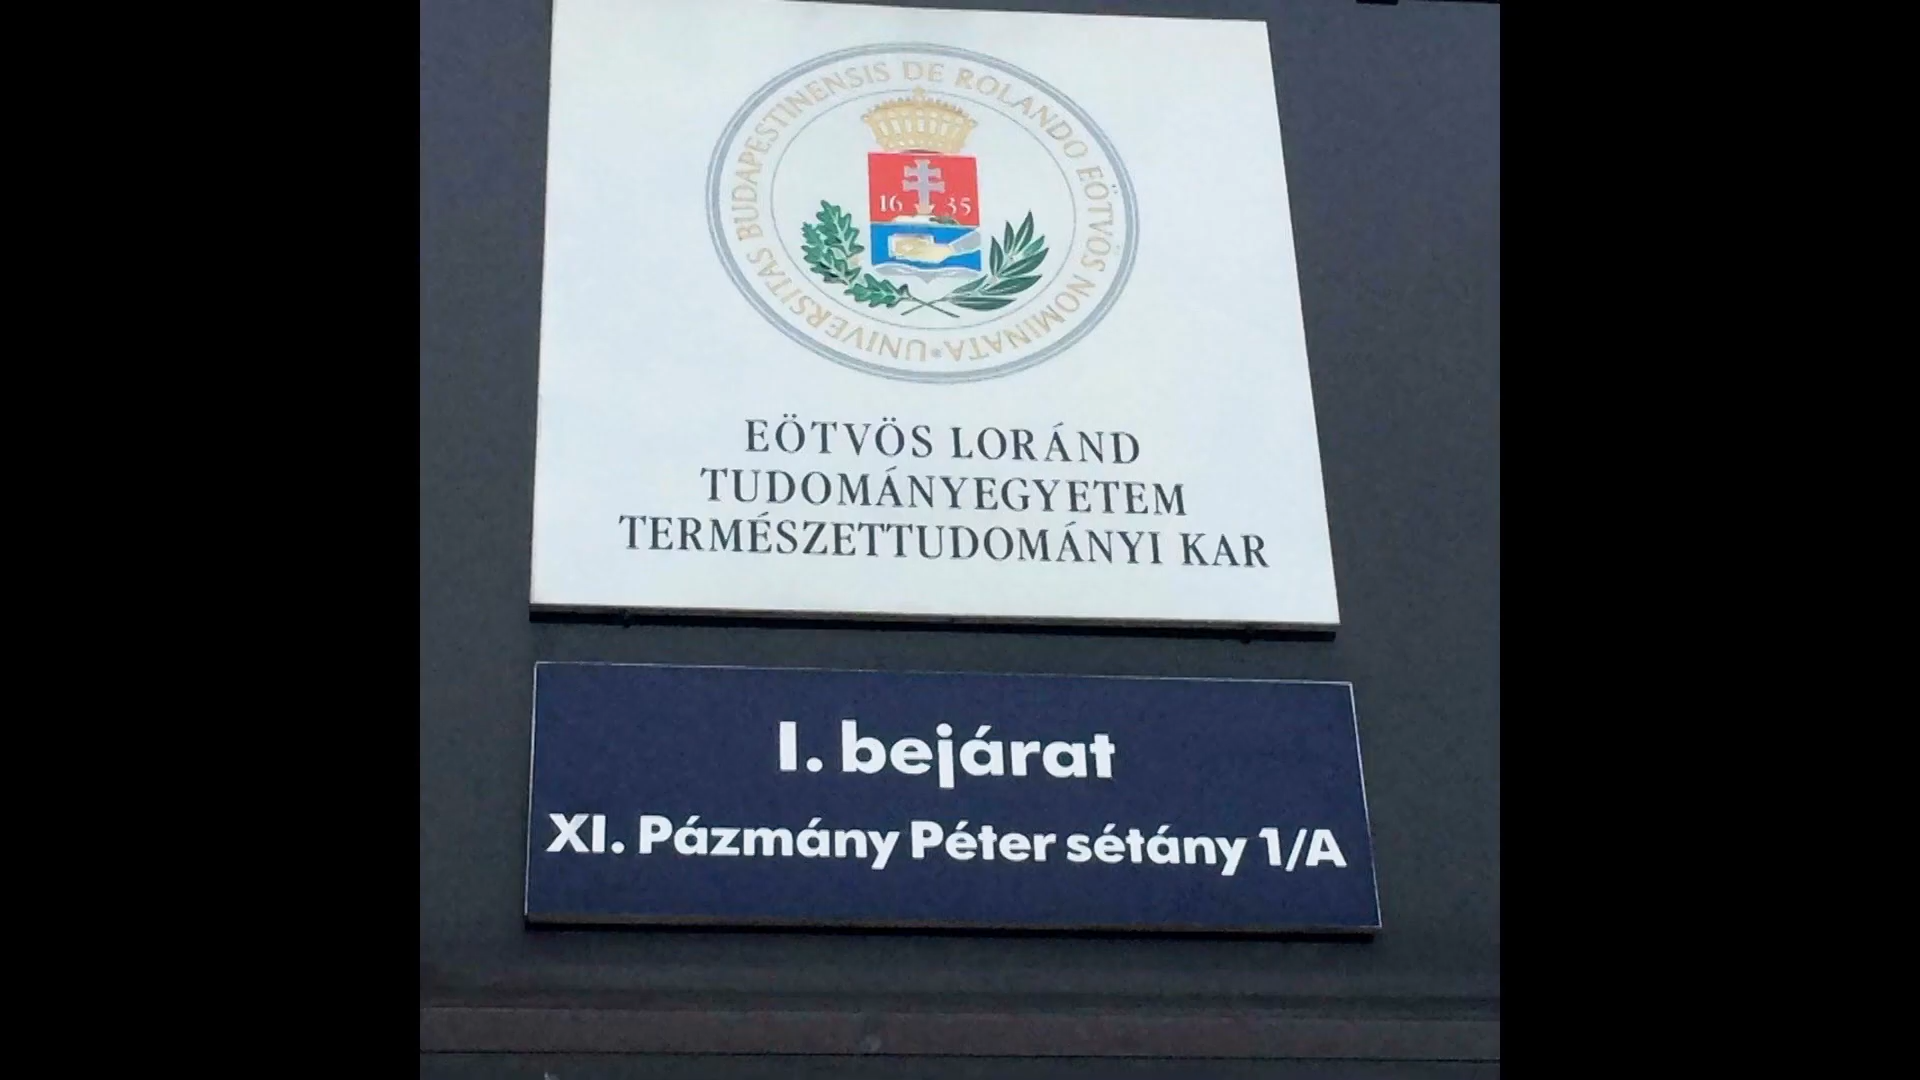 UNIVERSITAS BUDAPESTINENSIS DE ROLANDO EÖTVÖS NOMINATA
16 35
EÖTVÖS LORÁND
TUDOMÁNYEGYETEM
TERMÉSZETTUDOMÁNYI KAR
I. bejárat
XI. Pázmány Péter sétány 1/A